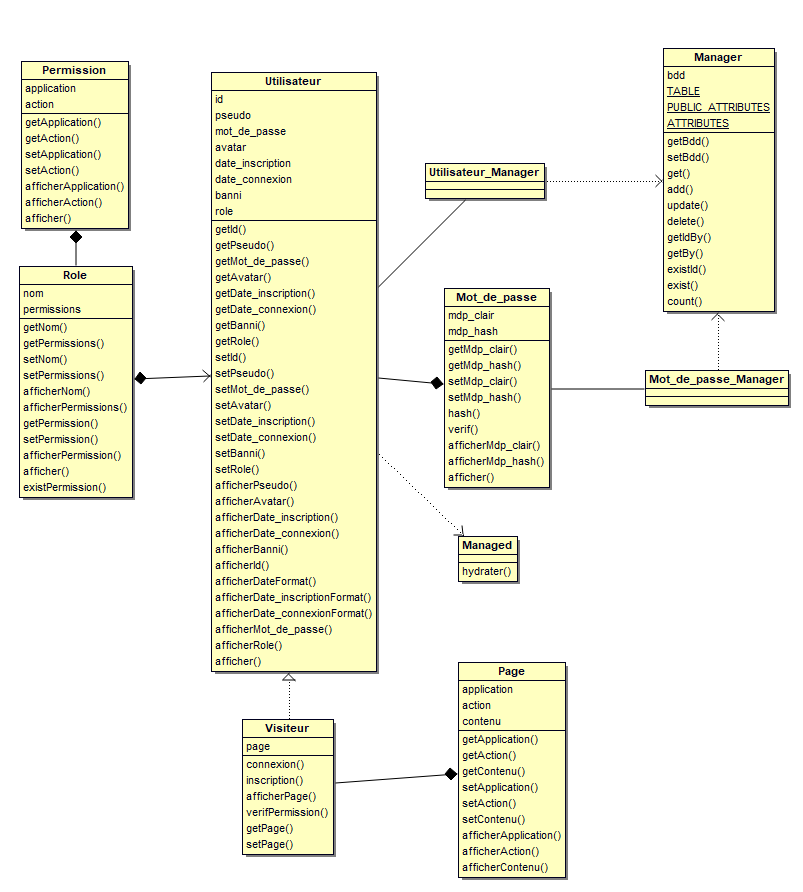 Permission
application
action
getApplication()
getAction()
setApplication()
setAction()
afficherApplication()
afficherAction()
afficher()
Role
nom
permissions
getNom()
getPermissions()
setNom()
setPermissions()
afficherNom()
afficherPermissions()
getPermission()
setPermission()
afficherPermission()
afficher()
existPermission()
Utilisateur
id
pseudo
mot_de_passe
avatar
date_inscription
date_connexion
banni
role
getId()
getPseudo()
getMot_de_passe()
getAvatar()
getDate_inscription()
getDate_connexion()
getBanni()
getRole()
setId()
setPseudo()
setMot_de_passe()
setAvatar()
setDate_inscription()
setDate_connexion()
setBanni()
setRole()
afficherPseudo()
afficherAvatar()
afficherDate_inscription()
afficherDate_connexion()
afficherBanni()
afficherId()
afficherDateFormat()
afficherDate_inscriptionFormat()
afficherDate_connexionFormat()
afficherMot_de_passe()
afficherRole()
afficher()
Visiteur
page
connexion()
inscription()
afficherPage()
verifPermission()
getPage()
setPage()
Utilisateur_Manager
Mot_de_passe
mdp_clair
mdp_hash
getMdp_clair()
getMdp_hash()
setMdp_clair()
setMdp_hash()
hash()
verif()
afficherMdp_clair()
afficherMdp_hash()
afficher()
Managed
hydrater()
Page
application
action
contenu
getApplication()
getAction()
getContenu()
setApplication()
setAction()
setContenu()
afficherApplication()
afficherAction()
afficherContenu()
Manager
bdd
TABLE
PUBLIC_ATTRIBUTES
ATTRIBUTES
getBdd()
setBdd()
get()
add()
update()
delete()
getIdBy()
getBy()
existId()
exist()
count()
Mot_de_passe_Manager